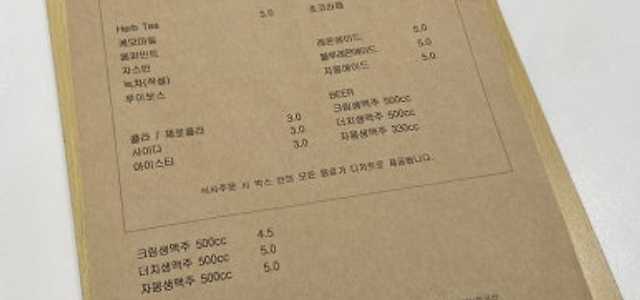 5.0
초코라떼
Herb Tea
캐모마일
페퍼민트
자스민
녹차(작설)
루이보스
레몬에이드 5.0
블루레몬에이드 5.0
자몽에이드 5.0
콜라 / 제로콜라 3.0
사이다 3.0
아이스티 3.0
BEER
크림생맥주 500cc
더치생맥주 500cc
자몽생맥주 330cc
식사주문 시 박스 안의 모든 음료가 디저트로 제공됩니다.
크림생맥주 500cc 4.5
더치생맥주 500cc 5.0
자몽생맥주 500cc 5.0